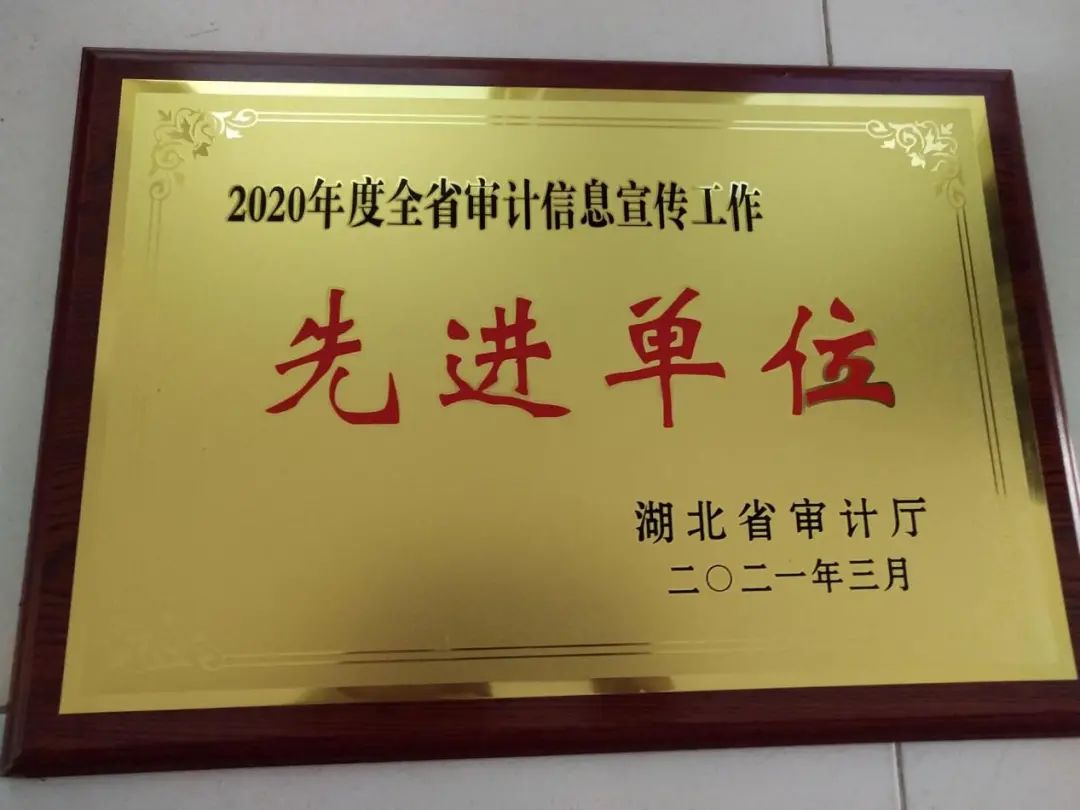 2020年度全省审计信息宣传工作
先进单位
湖北省审计厅
二〇二一年三月